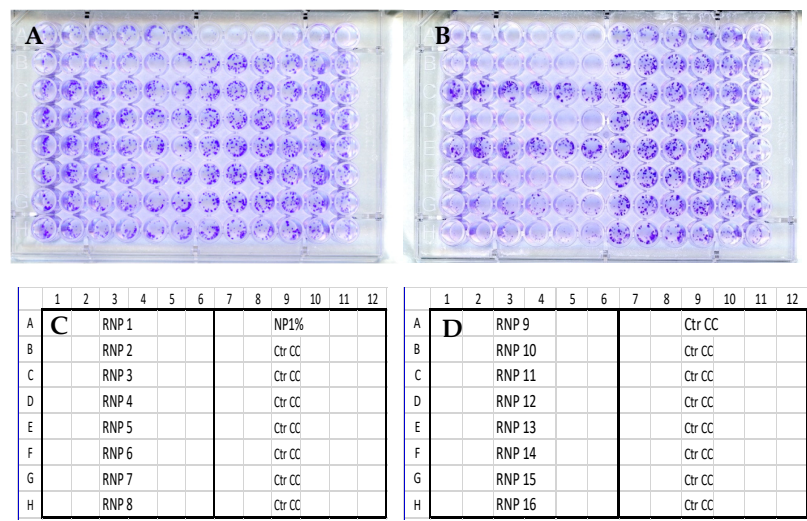 A B
1 2 3 4 5 6 7 8 9 10 11 12
A C RNP 1 NP1%
B RNP 2 Ctr CC
C RNP 3 Ctr CC
D RNP 4 Ctr CC
E RNP 5 Ctr CC
F RNP 6 Ctr CC
G RNP 7 Ctr CC
H RNP 8 Ctr CC
1 2 3 4 5 6 7 8 9 10 11 12
A D RNP 9 Ctr CC
B RNP 10 Ctr CC
C RNP 11 Ctr CC
D RNP 12 Ctr CC
E RNP 13 Ctr CC
F RNP 14 Ctr CC
G RNP 15 Ctr CC
H RNP 16 Ctr CC